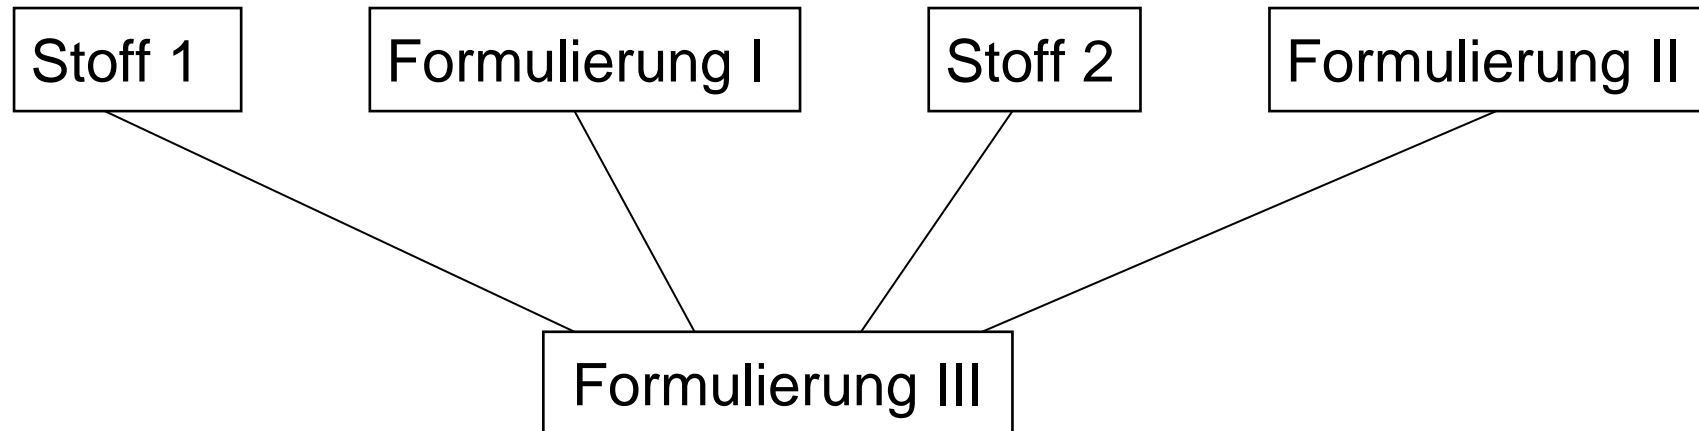 Stoff 1
Formulierung I
Stoff 2
Formulierung II
Formulierung III